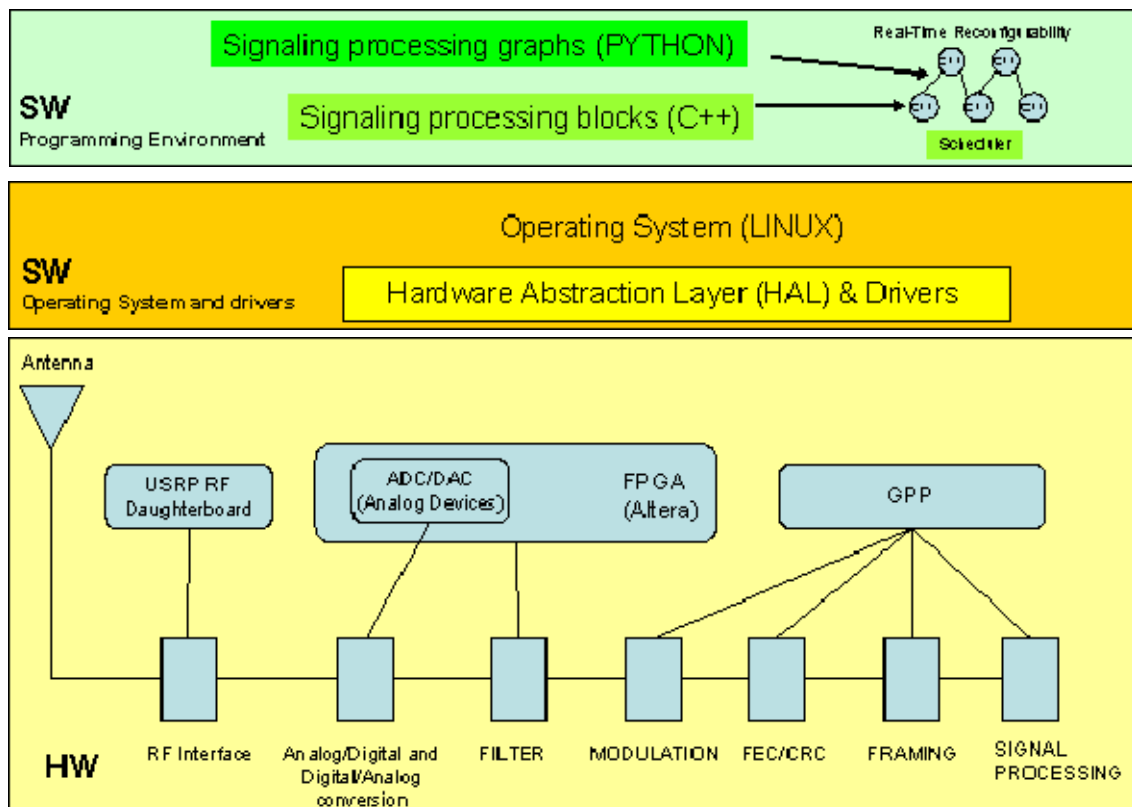 Signaling processing graphs (PYTHON)
Real-Time Reconfigurability
SW
Programming Environment
Signaling processing blocks (C++)
Scheduler
Operating System (LINUX)
SW
Operating System and drivers
Hardware Abstraction Layer (HAL) & Drivers
Antenna
USRP RF
Daughterboard
ADC/DAC
(Analog Devices)
FPGA
(Altera)
GPP
HW
RF Interface
Analog/Digital and
Digital/Analog
conversion
FILTER
MODULATION
FEC/CRC
FRAMING
SIGNAL
PROCESSING